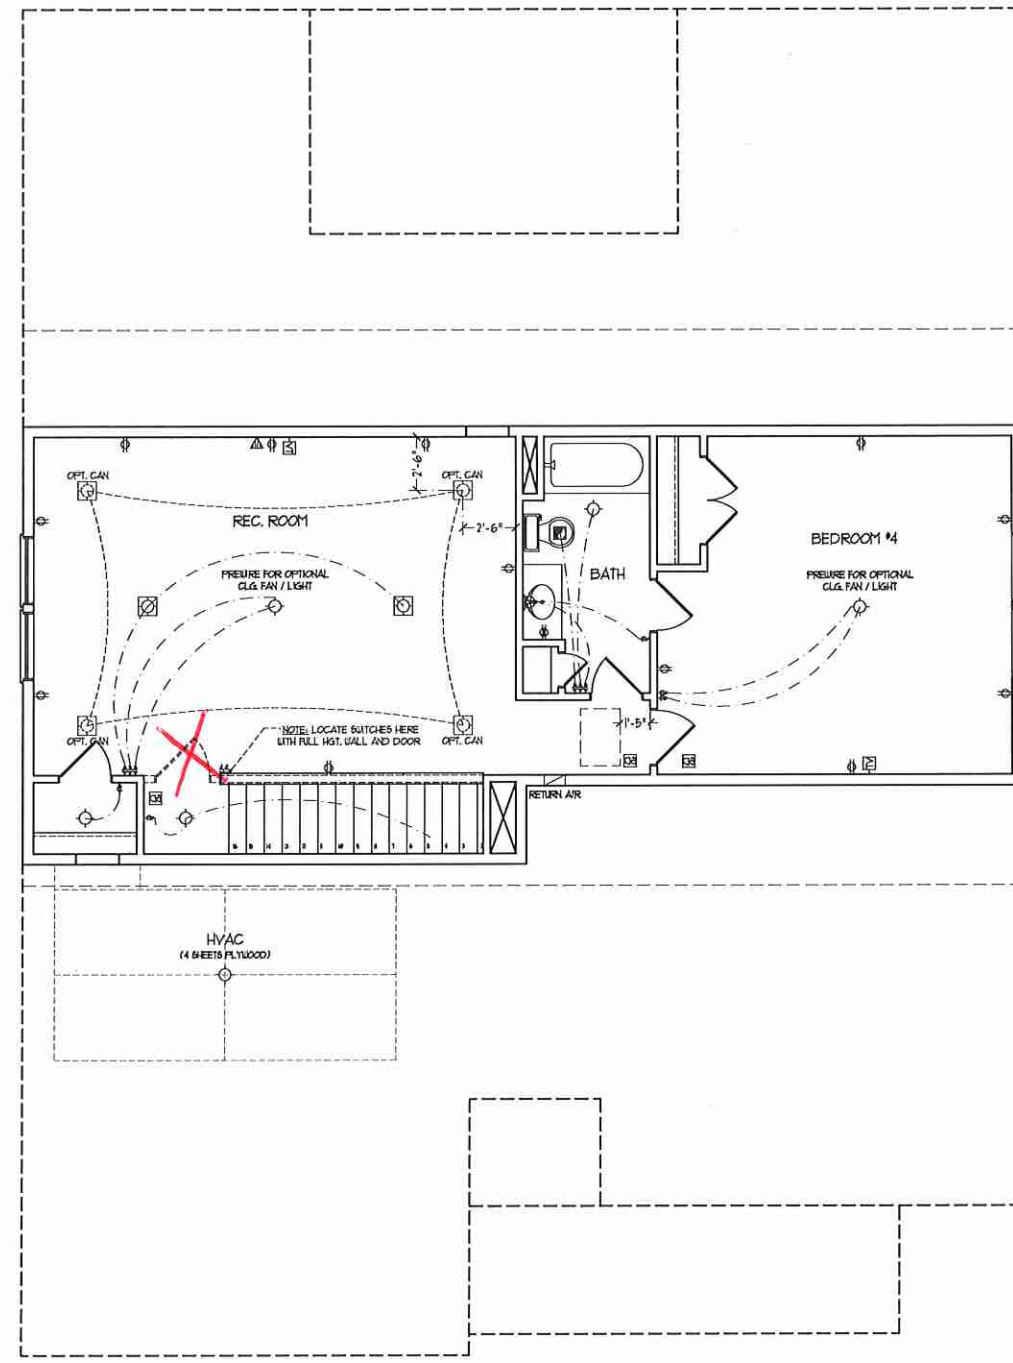 OPT. CAN
OPT. CAN
2'-6"
2'-6"
REC. ROOM
PREWIRE FOR OPTIONAL
CLG. FAN / LIGHT
BATH
BEDROOM #4
PREWIRE FOR OPTIONAL
CLG. FAN / LIGHT
OPT. CAN
NOTE: LOCATE SWITCHES HERE
WITH FULL HGT. WALL AND DOOR
OPT. CAN
1'-5"
RETURN AIR
HVAC
(4 SHEETS PLYWOOD)